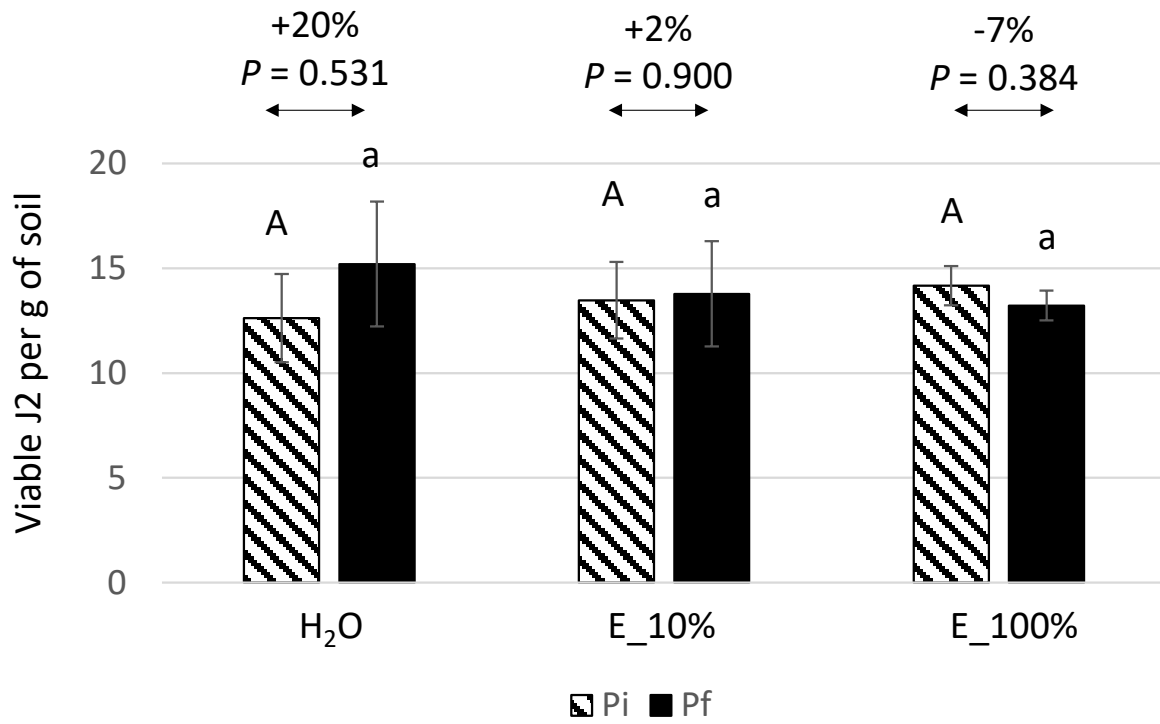 +20% +2% -7%
P = 0.531 P = 0.900 P = 0.384
Viable J2 per g of soil
20
15
10
5
0
A a A a A a
H₂O E_10% E_100%
Pi Pf